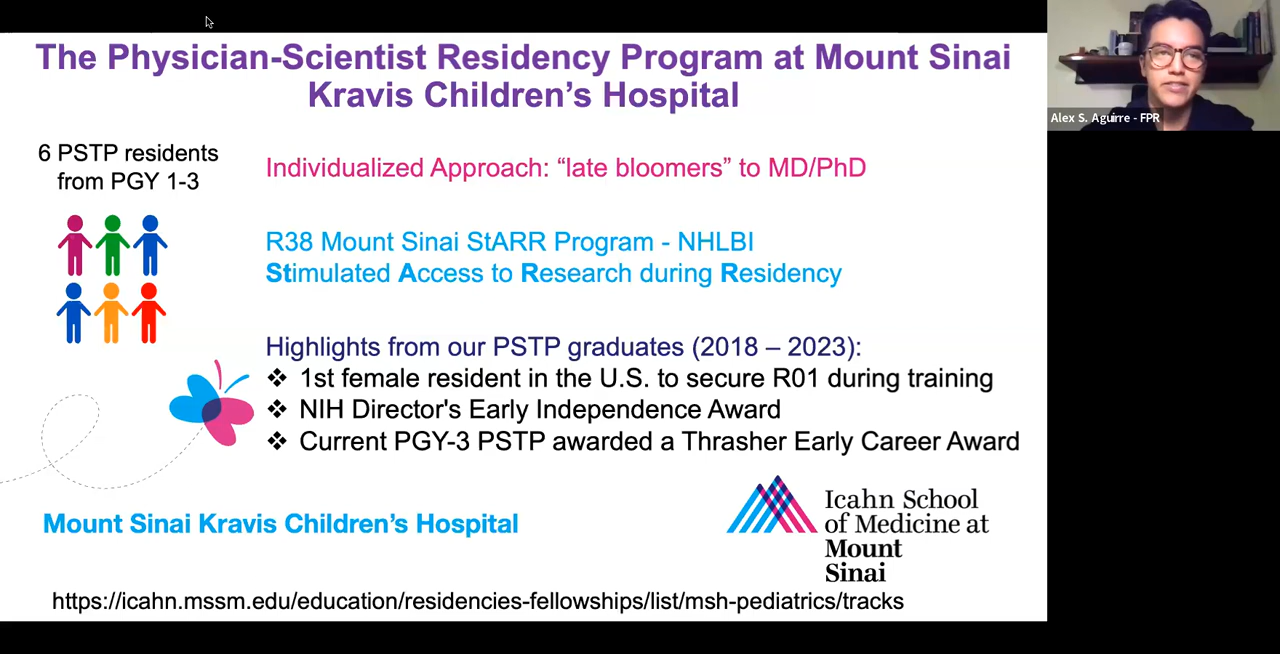 The Physician-Scientist Residency Program at Mount Sinai
Kravis Children's Hospital
Alex S. Aguirre - FPR
6 PSTP residents
from PGY 1-3
Individualized Approach: “late bloomers” to MD/PhD
R38 Mount Sinai StARR Program - NHLBI
Stimulated Access to Research during Residency
Highlights from our PSTP graduates (2018 – 2023):
❖ 1st female resident in the U.S. to secure R01 during training
❖ NIH Director's Early Independence Award
❖ Current PGY-3 PSTP awarded a Thrasher Early Career Award
Mount Sinai Kravis Children's Hospital
Icahn School
of Medicine at
Mount
Sinai
https://icahn.mssm.edu/education/residencies-fellowships/list/msh-pediatrics/tracks